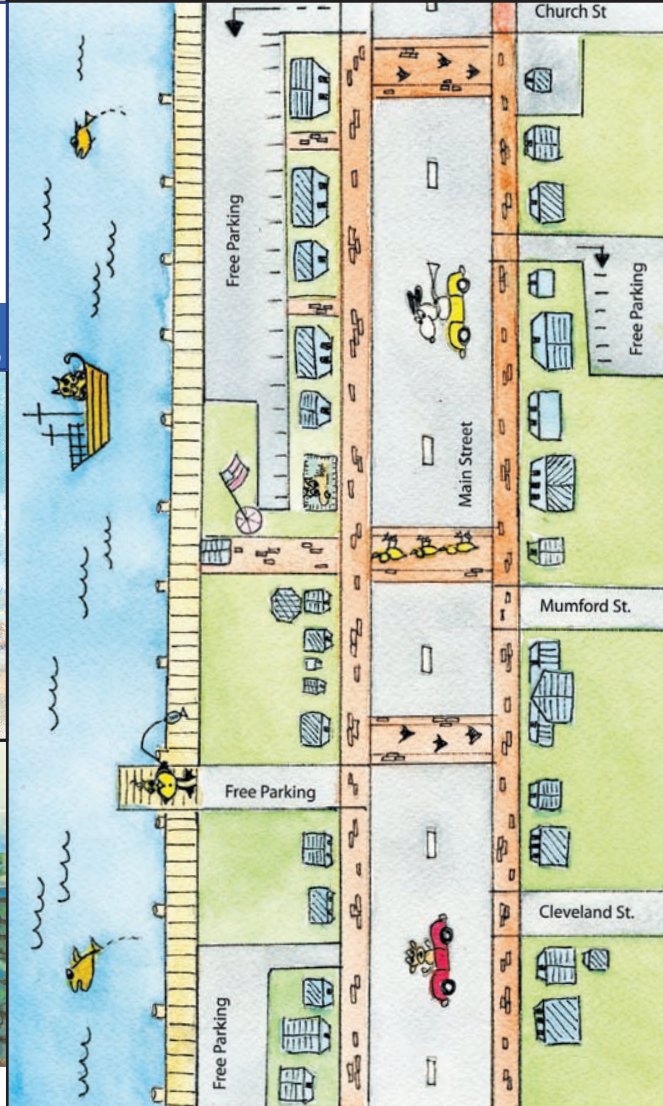 Church St
Free Parking
Free Parking
Main Street
Mumford St.
Free Parking
Cleveland St.
Free Parking